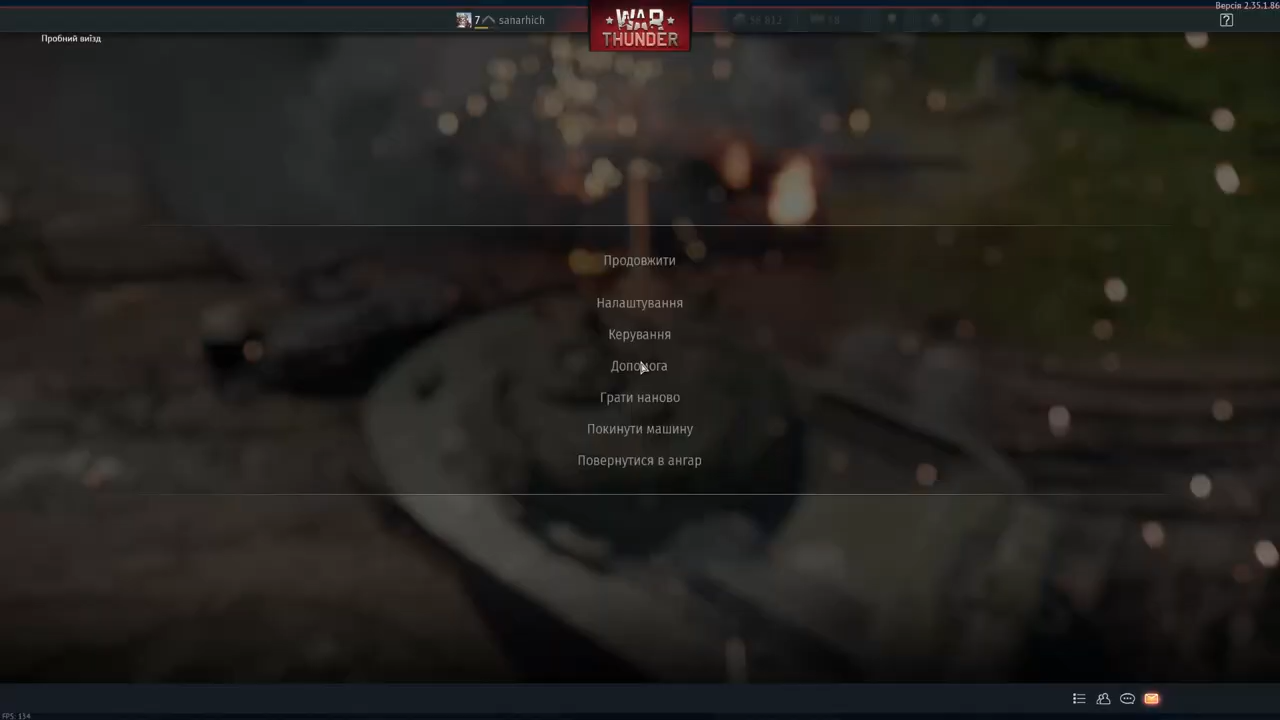 Версія 2.35.1.86
7 sanarhich
WAR
THUNDER
Пробний виїзд
Продовжити
Налаштування
Керування
Допомога
Грати наново
Покинути машину
Повернутися в ангар
FPS: 134